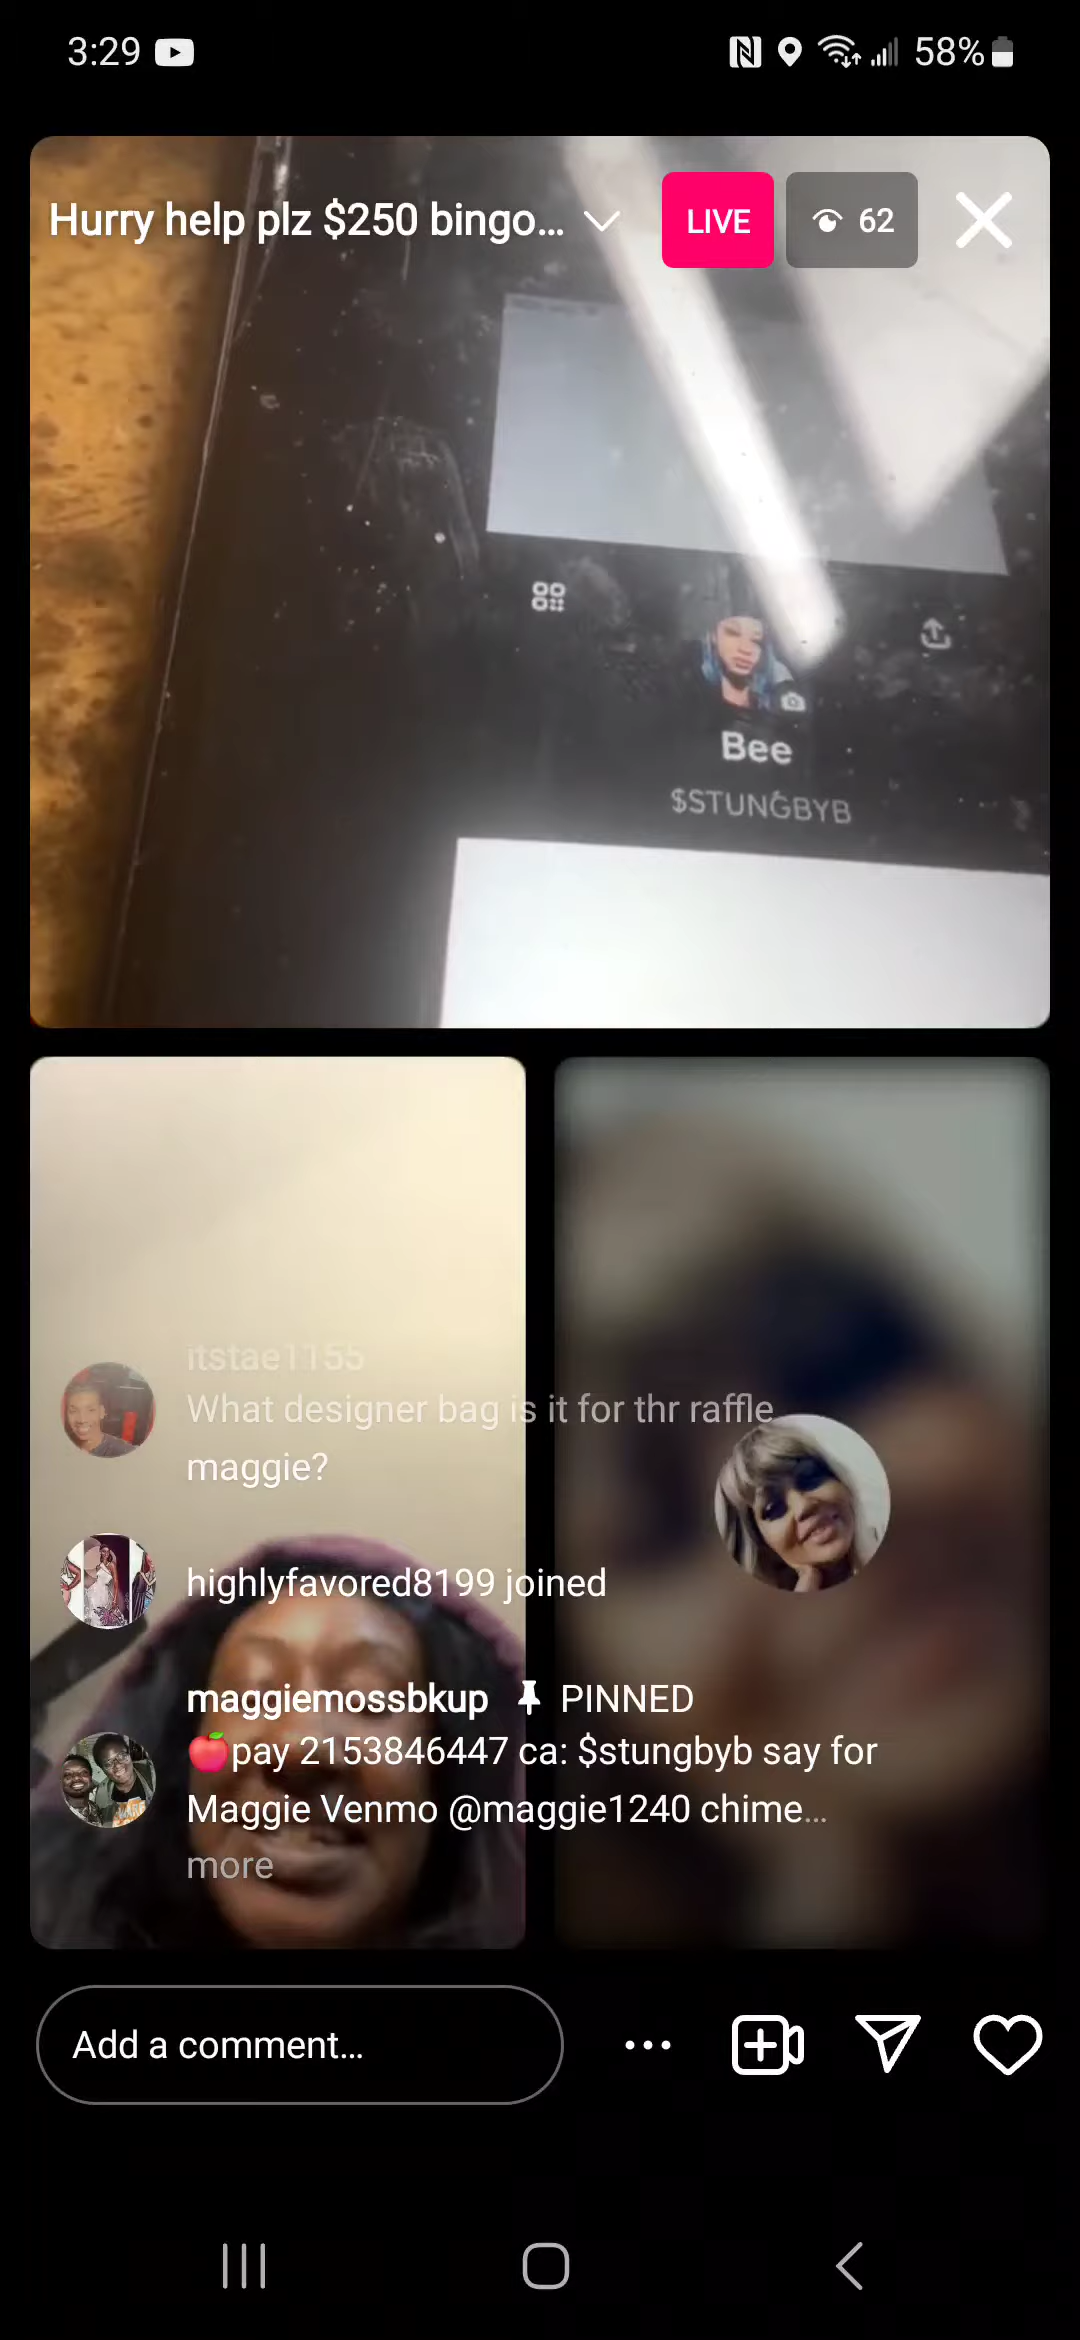 3:29
58%
Hurry help plz $250 bingo...
LIVE
62
Bee
$STUNGBYB
itstae1155
What designer bag is it for thr raffle
maggie?
highlyfavored8199 joined
maggiemossbkup PINNED
🍎pay 2153846447 ca: $stungbyb say for
Maggie Venmo @maggie1240 chime...
more
Add a comment...